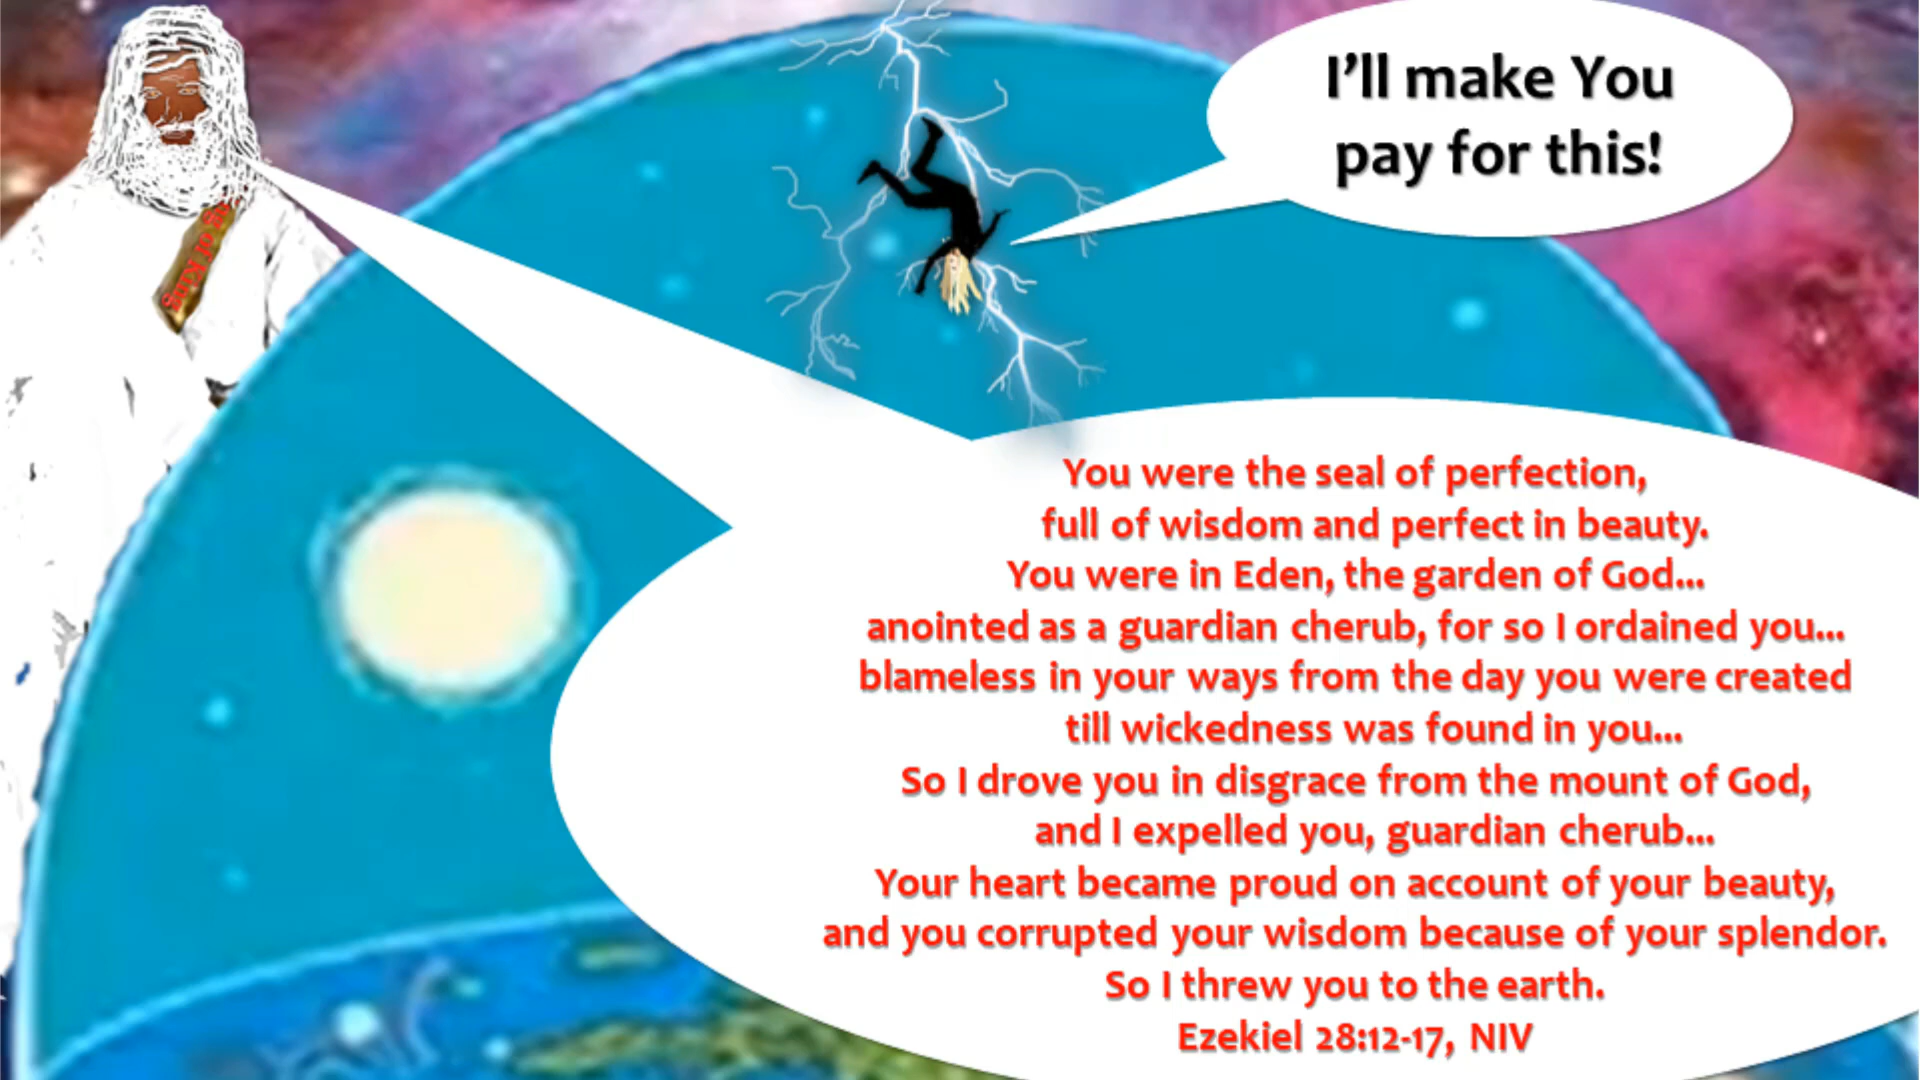 I'll make You
pay for this!
g of King
You were the seal of perfection,
full of wisdom and perfect in beauty.
You were in Eden, the garden of God...
anointed as a guardian cherub, for so I ordained you...
blameless in your ways from the day you were created
till wickedness was found in you...
So I drove you in disgrace from the mount of God,
and I expelled you, guardian cherub...
Your heart became proud on account of your beauty,
and you corrupted your wisdom because of your splendor.
So I threw you to the earth.
Ezekiel 28:12-17, NIV